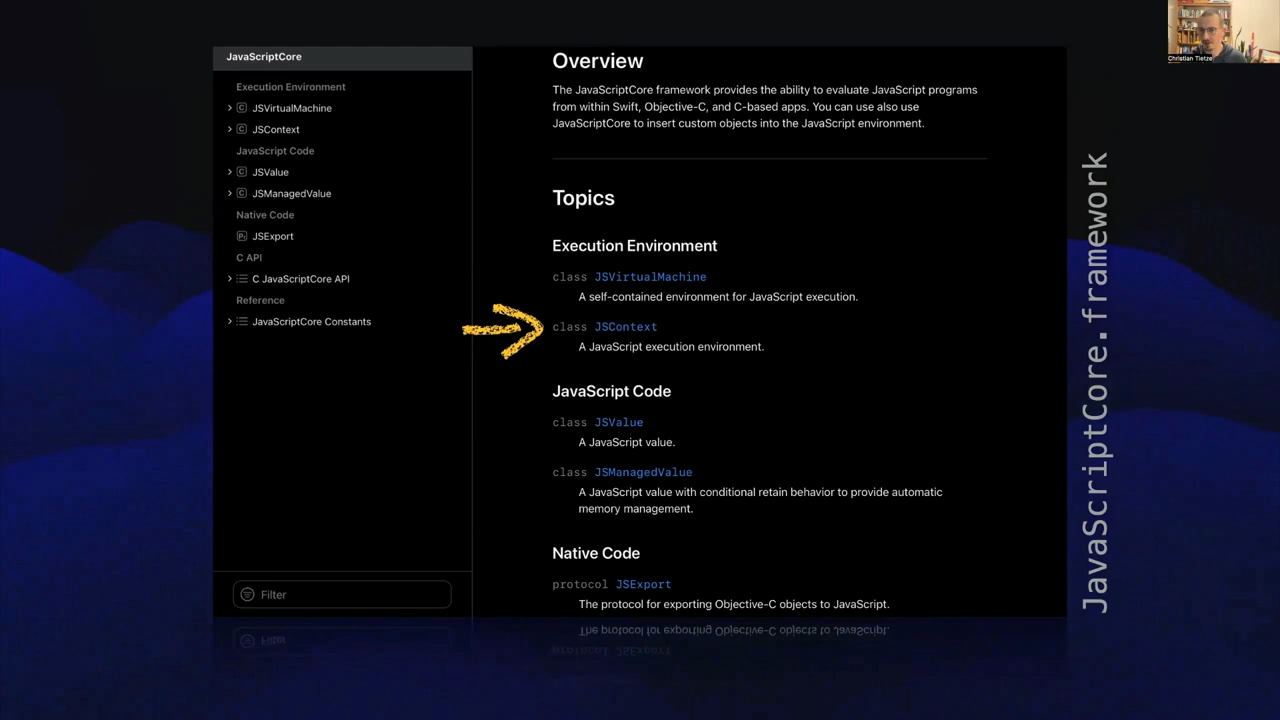 JavaScriptCore
Execution Environment
JSVirtualMachine
JSContext
JavaScript Code
JSValue
JSManagedValue
Native Code
JSExport
C API
C JavaScriptCore API
Reference
JavaScriptCore Constants
Filter
Overview
The JavaScriptCore framework provides the ability to evaluate JavaScript programs
from within Swift, Objective-C, and C-based apps. You can use also use
JavaScriptCore to insert custom objects into the JavaScript environment.
Topics
Execution Environment
class JSVirtualMachine
A self-contained environment for JavaScript execution.
class JSContext
A JavaScript execution environment.
JavaScript Code
class JSValue
A JavaScript value.
class JSManagedValue
A JavaScript value with conditional retain behavior to provide automatic
memory management.
Native Code
protocol JSExport
The protocol for exporting Objective-C objects to JavaScript.
JavaScriptCore.framework
Christian Tietze